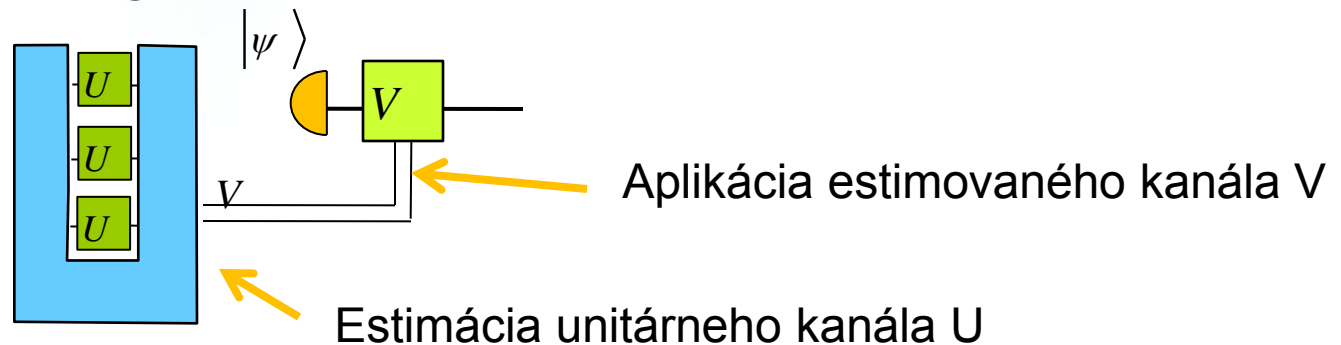 |ψ⟩
U
V
U
Aplikácia estimovaného kanála V
V
U
Estimácia unitárneho kanála U